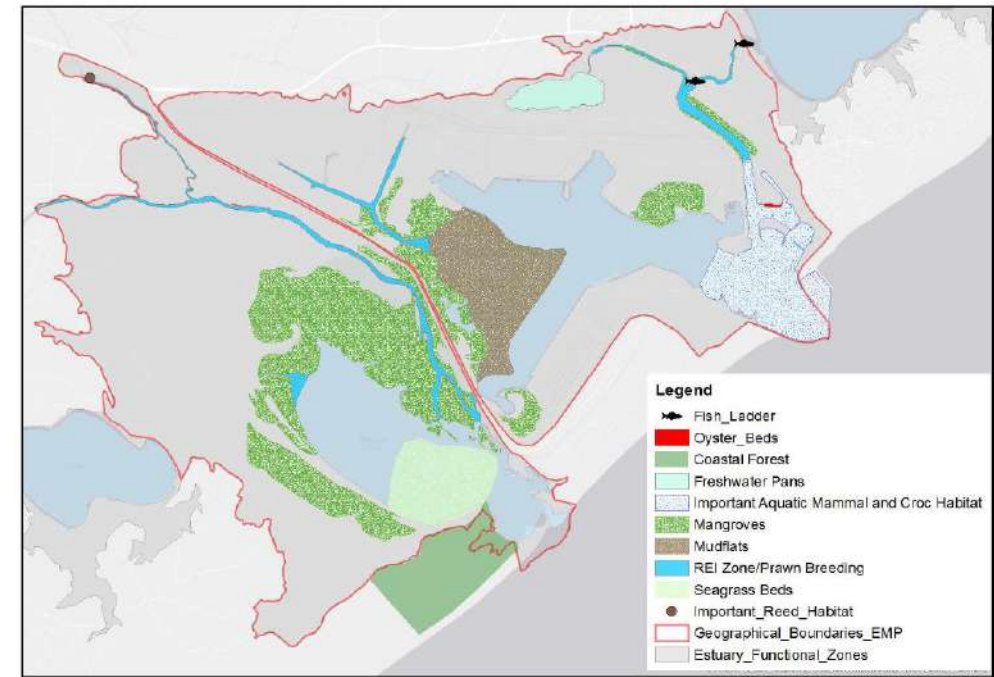 Legend
Fish_Ladder
Oyster_Beds
Coastal Forest
Freshwater Pans
Important Aquatic Mammal and Croc Habitat
Mangroves
Mudflats
REI Zone/Prawn Breeding
Seagrass Beds
Important_Reed_Habitat
Geographical_Boundaries_EMP
Estuary_Functional_Zones